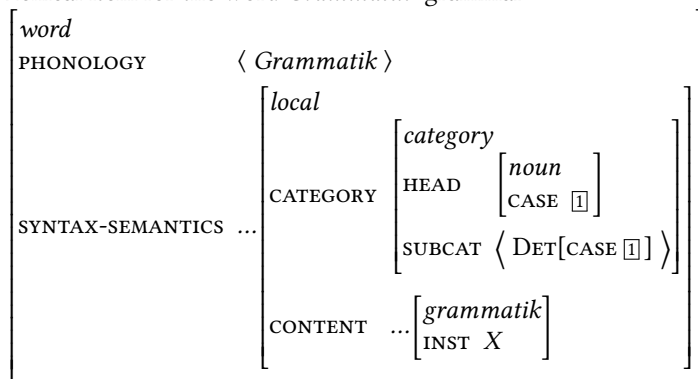 word
PHONOLOGY ⟨ Grammatik ⟩
local
category
HEAD noun
CASE 1
CATEGORY
SUBCAT ⟨ DET[CASE 1] ⟩
SYNTAX-SEMANTICS ...
CONTENT ... grammatik
INST X